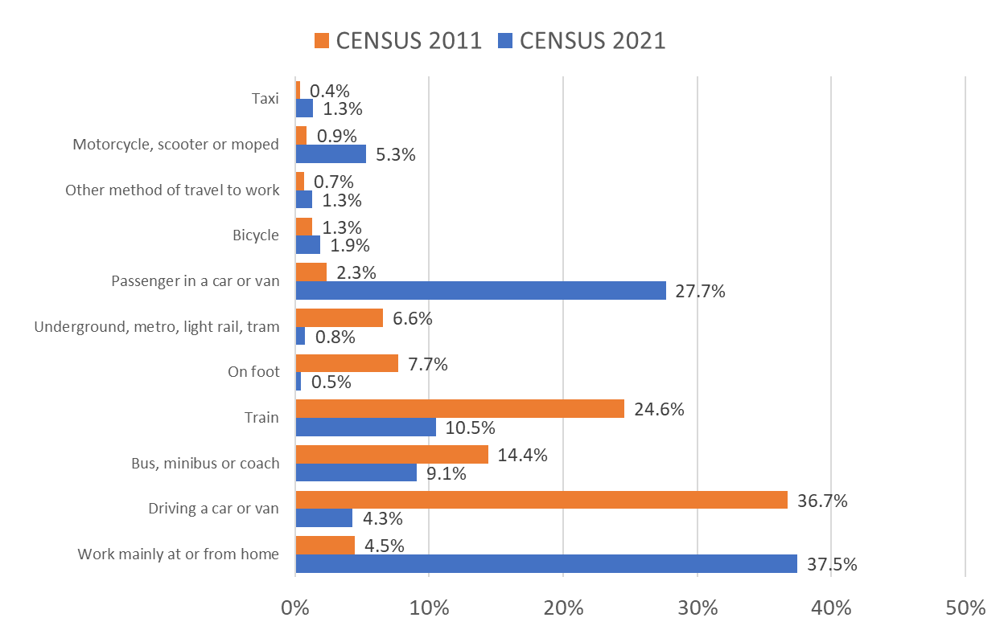 CENSUS 2011 CENSUS 2021
Taxi 0.4%
1.3%
Motorcycle, scooter or moped 0.9%
5.3%
Other method of travel to work 0.7%
1.3%
Bicycle 1.3%
1.9%
Passenger in a car or van 2.3%
27.7%
Underground, metro, light rail, tram 6.6%
0.8%
On foot 7.7%
0.5%
Train 24.6%
10.5%
Bus, minibus or coach 14.4%
9.1%
Driving a car or van 36.7%
4.3%
Work mainly at or from home 4.5%
37.5%
0% 10% 20% 30% 40% 50%